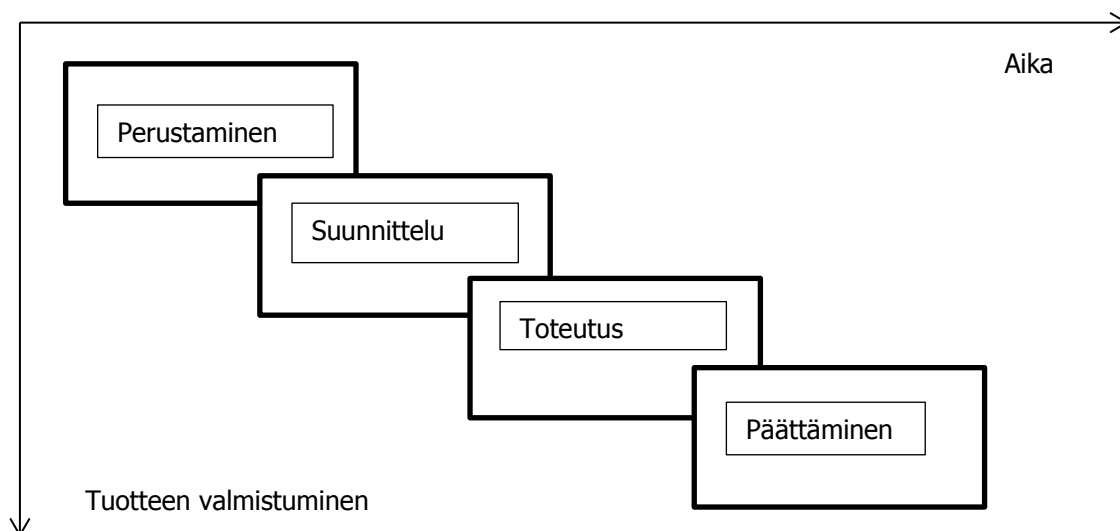 Aika
Perustaminen
Suunnittelu
Toteutus
Päättäminen
Tuotteen valmistuminen